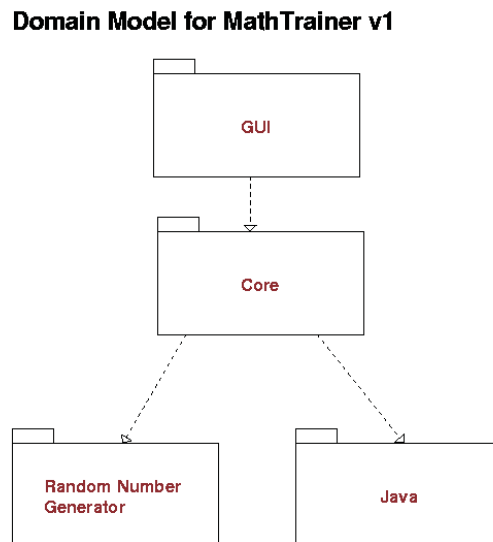 Domain Model for MathTrainer v1
GUI
Core
Random Number
Generator
Java